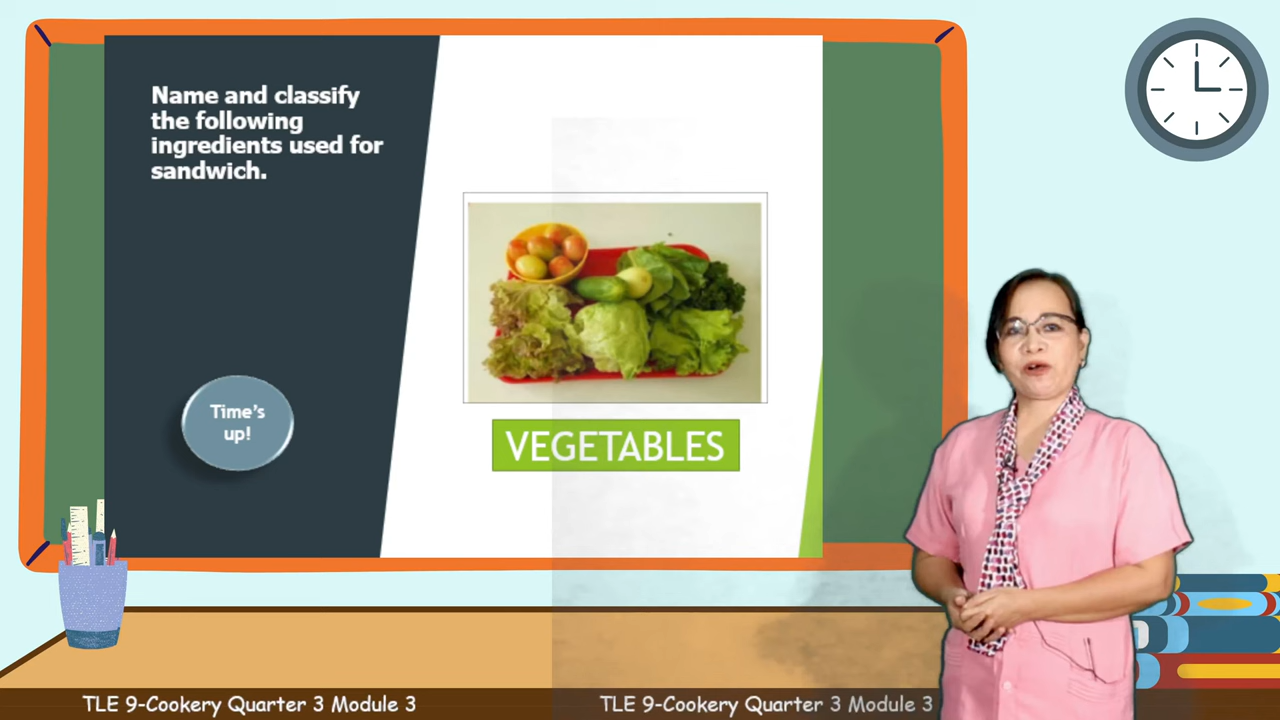 Name and classify
the following
ingredients used for
sandwich.
Time's
up!
VEGETABLES
TLE 9-Cookery Quarter 3 Module 3
TLE 9-Cookery Quarter 3 Module 3